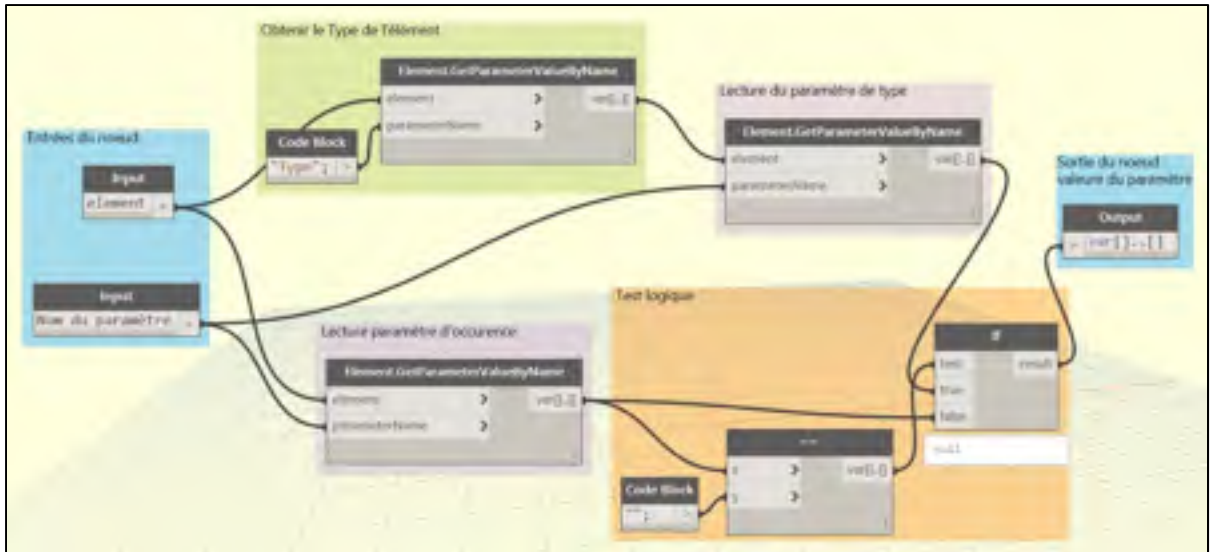 Obtenir le Type de l'élément
Element.GetParameterValueByName
element > var[]..[]
parameterName >
Code Block
"Type"; >
Entrées du noeud
Input
element
Input
Nom du paramètre
Lecture du paramètre de type
Element.GetParameterValueByName
element > var[]..[]
parameterName >
Sortie du noeud
valeure du paramètre
Output
var[]..[]
Lecture paramètre d'occurence
Element.GetParameterValueByName
element > var[]..[]
parameterName >
Test logique
If
test result
true
false
null
==
x > var[]..[]
y >
Code Block
""; >